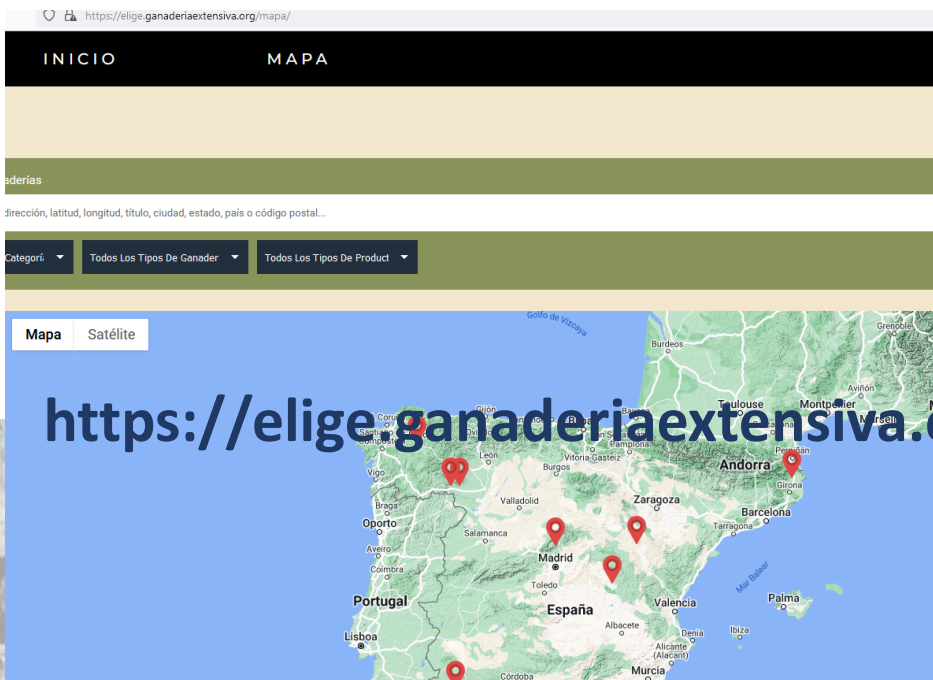 https://elige.ganaderiaextensiva.org/mapa/
INICIO MAPA
aderías
dirección, latitud, longitud, título, ciudad, estado, país o código postal...
Categorí Todos Los Tipos De Ganader Todos Los Tipos De Product
Mapa Satélite
Golfo de Vizcaya
Burdeos
Grenoble
Aviñón
Toulouse
Montpellier
https://elige.ganaderiaextensiva.
Gijón
León
Vitoria-Gasteiz
Pamplona
Burgos
Andorra
Perpiñán
Vigo
Girona
Braga
Valladolid
Zaragoza
Barcelona
Oporto
Salamanca
Tarragona
Aveiro
Madrid
Coimbra
Toledo
Mar Balear
Portugal
España
Valencia
Palma
Lisboa
Albacete
Denia
Ibiza
Alicante
(Alacant)
Murcia
Córdoba